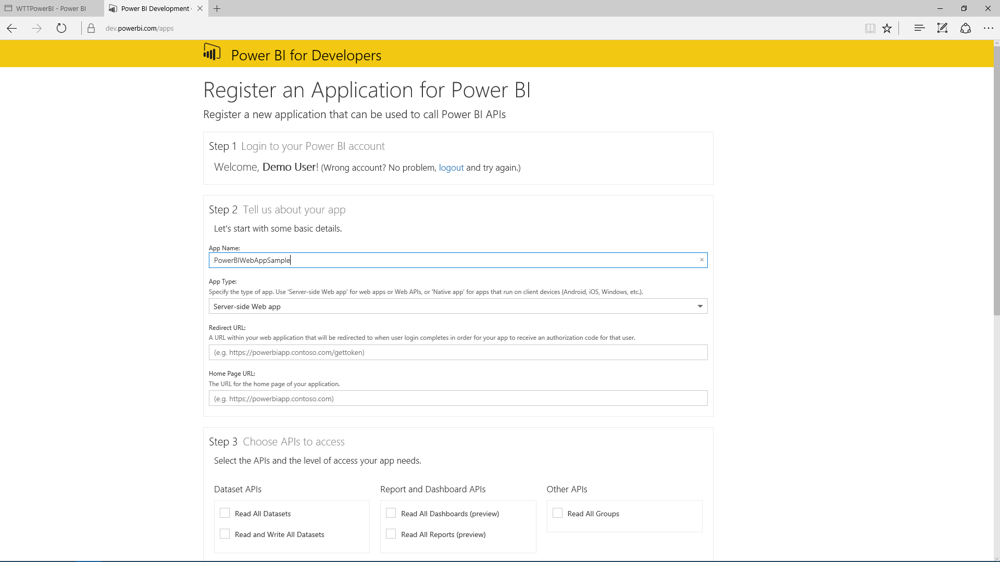 WTTPowerBI - Power BI
Power BI Development
dev.powerbi.com/apps
Power BI for Developers
Register an Application for Power BI
Register a new application that can be used to call Power BI APIs
Step 1 Login to your Power BI account
Welcome, Demo User! (Wrong account? No problem, logout and try again.)
Step 2 Tell us about your app
Let's start with some basic details.
App Name:
PowerBIWebAppSample
App Type:
Specify the type of app. Use 'Server-side Web app' for web apps or Web APIs, or 'Native app' for apps that run on client devices (Android, iOS, Windows, etc.).
Server-side Web app
Redirect URL:
A URL within your web application that will be redirected to when user login completes in order for your app to receive an authorization code for that user.
(e.g. https://powerbiapp.contoso.com/gettoken)
Home Page URL:
The URL for the home page of your application.
(e.g. https://powerbiapp.contoso.com)
Step 3 Choose APIs to access
Select the APIs and the level of access your app needs.
Dataset APIs
Report and Dashboard APIs
Other APIs
Read All Datasets
Read All Dashboards (preview)
Read All Groups
Read and Write All Datasets
Read All Reports (preview)